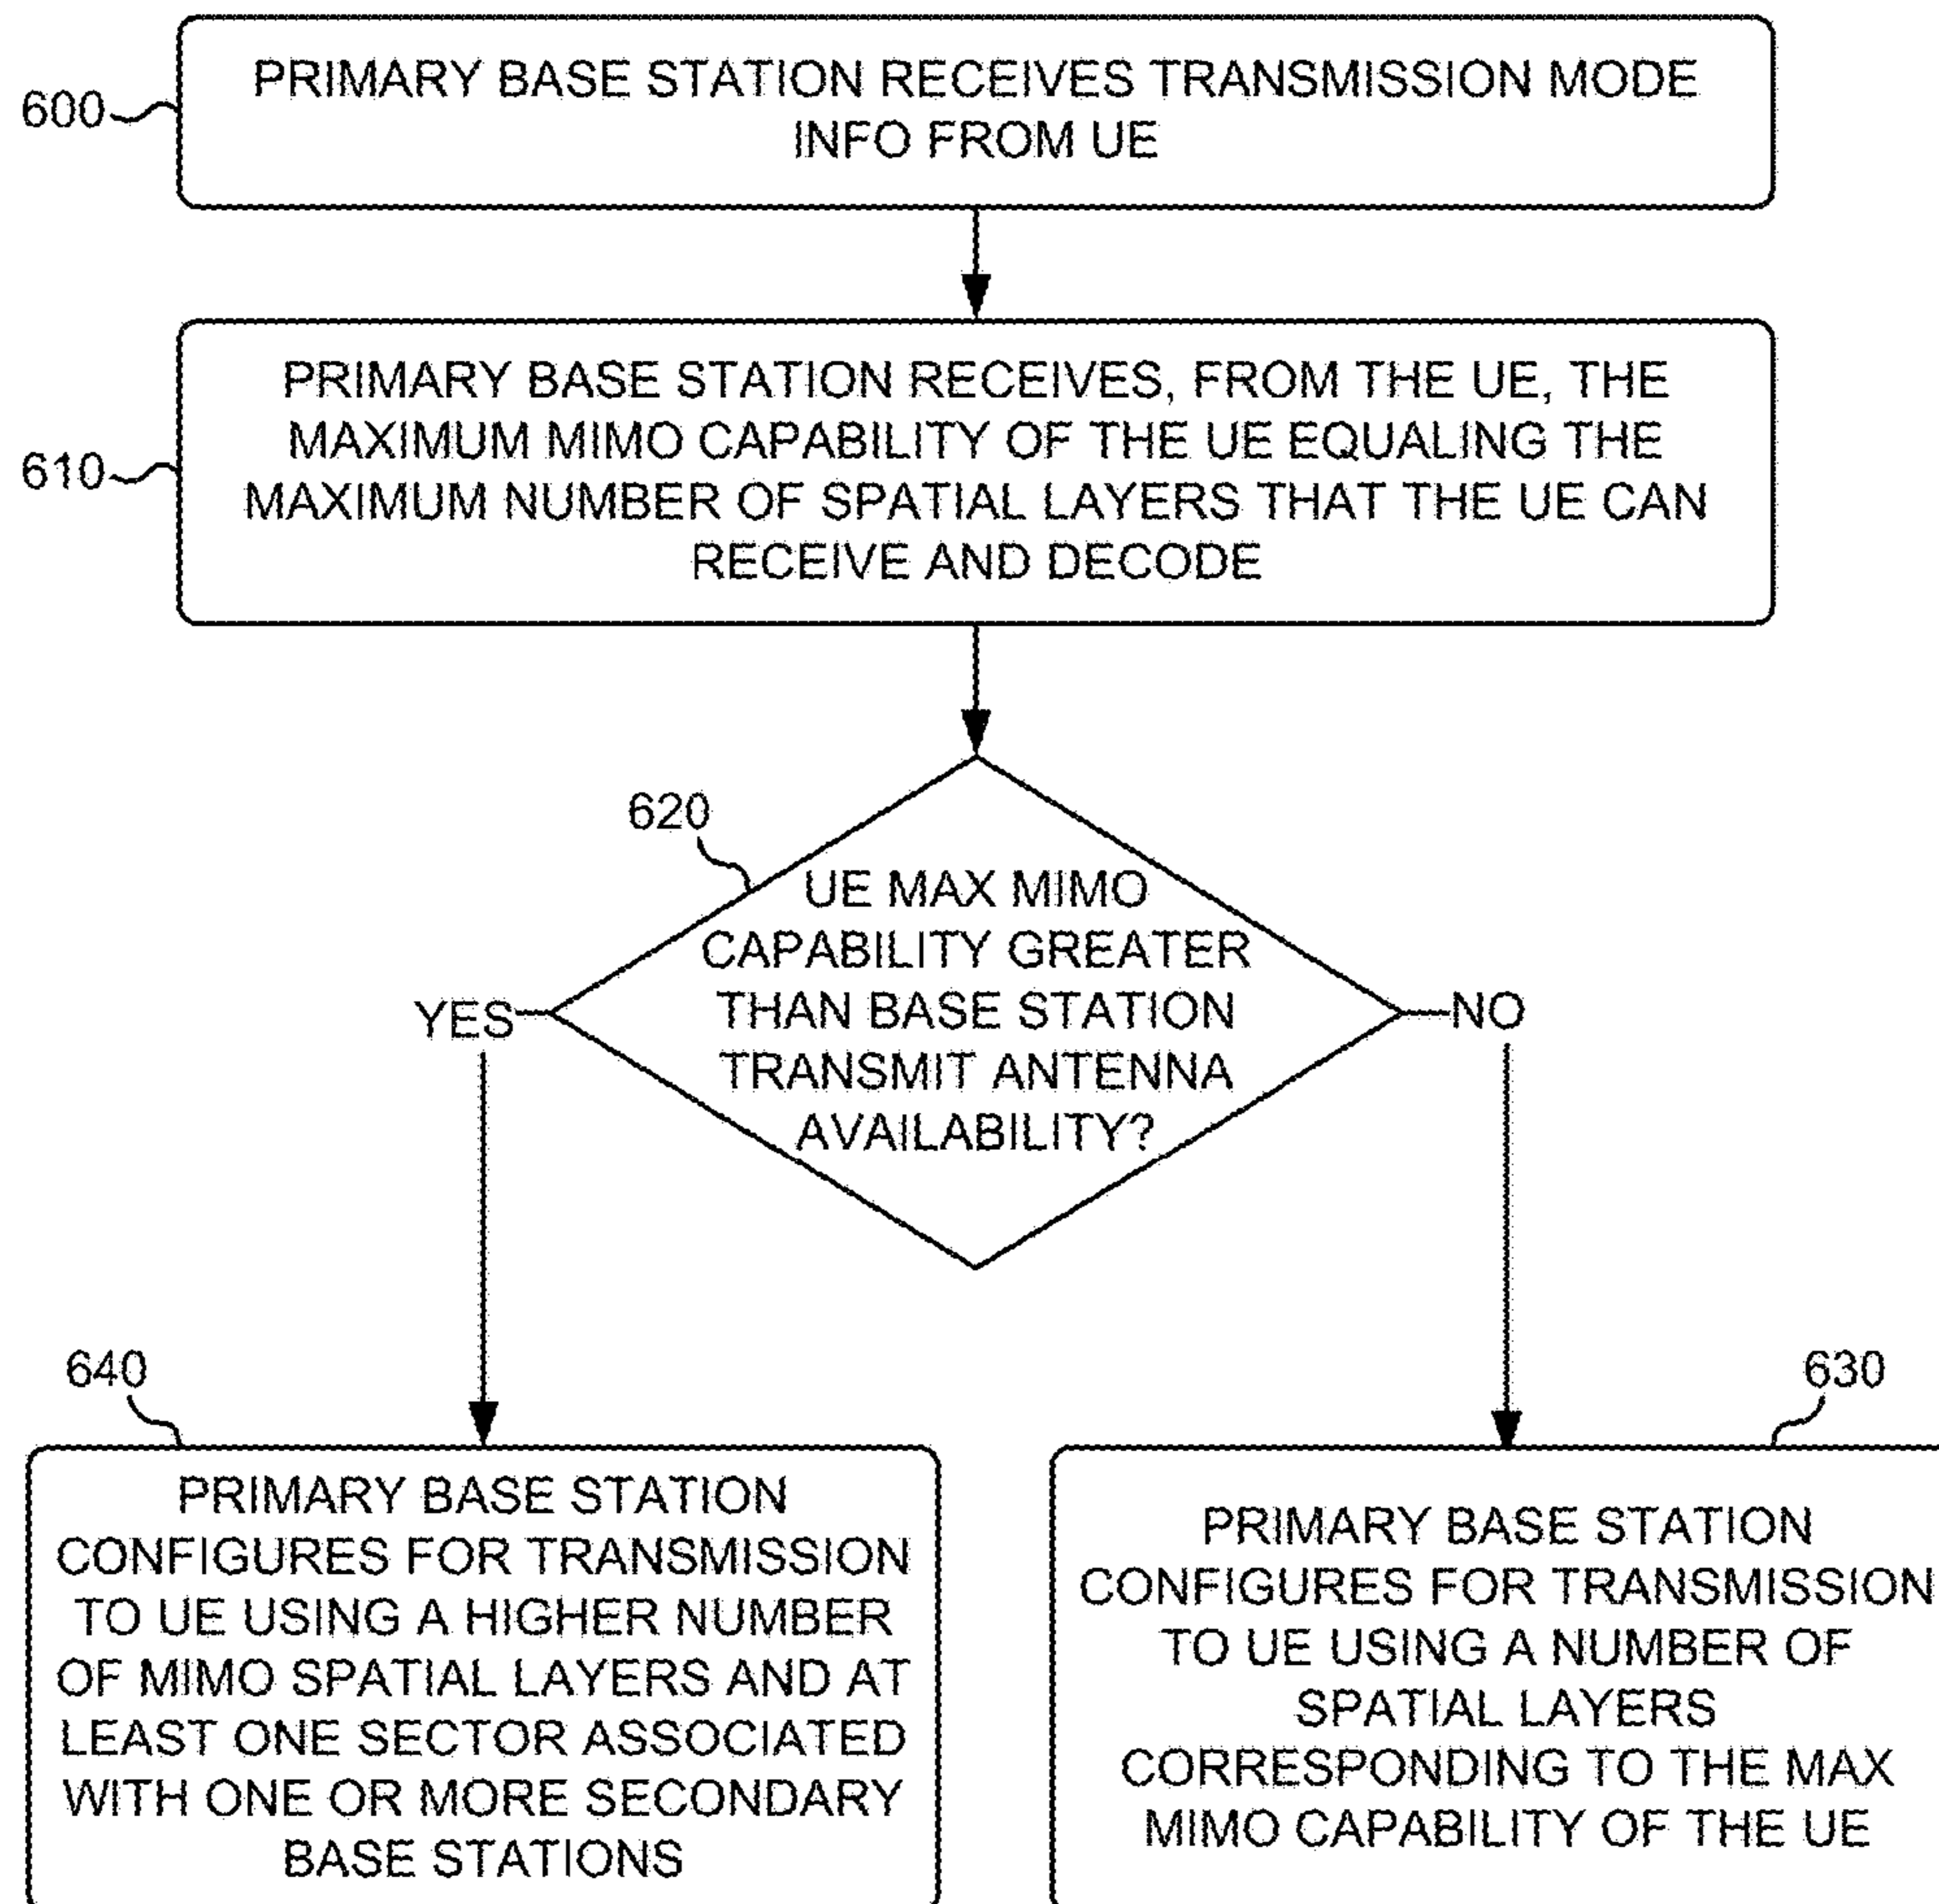 600
PRIMARY BASE STATION RECEIVES TRANSMISSION MODE
INFO FROM UE
610
PRIMARY BASE STATION RECEIVES, FROM THE UE, THE
MAXIMUM MIMO CAPABILITY OF THE UE EQUALING THE
MAXIMUM NUMBER OF SPATIAL LAYERS THAT THE UE CAN
RECEIVE AND DECODE
620
UE MAX MIMO
CAPABILITY GREATER
THAN BASE STATION
TRANSMIT ANTENNA
AVAILABILITY?
YES
NO
640
PRIMARY BASE STATION
CONFIGURES FOR TRANSMISSION
TO UE USING A HIGHER NUMBER
OF MIMO SPATIAL LAYERS AND AT
LEAST ONE SECTOR ASSOCIATED
WITH ONE OR MORE SECONDARY
BASE STATIONS
630
PRIMARY BASE STATION
CONFIGURES FOR TRANSMISSION
TO UE USING A NUMBER OF
SPATIAL LAYERS
CORRESPONDING TO THE MAX
MIMO CAPABILITY OF THE UE